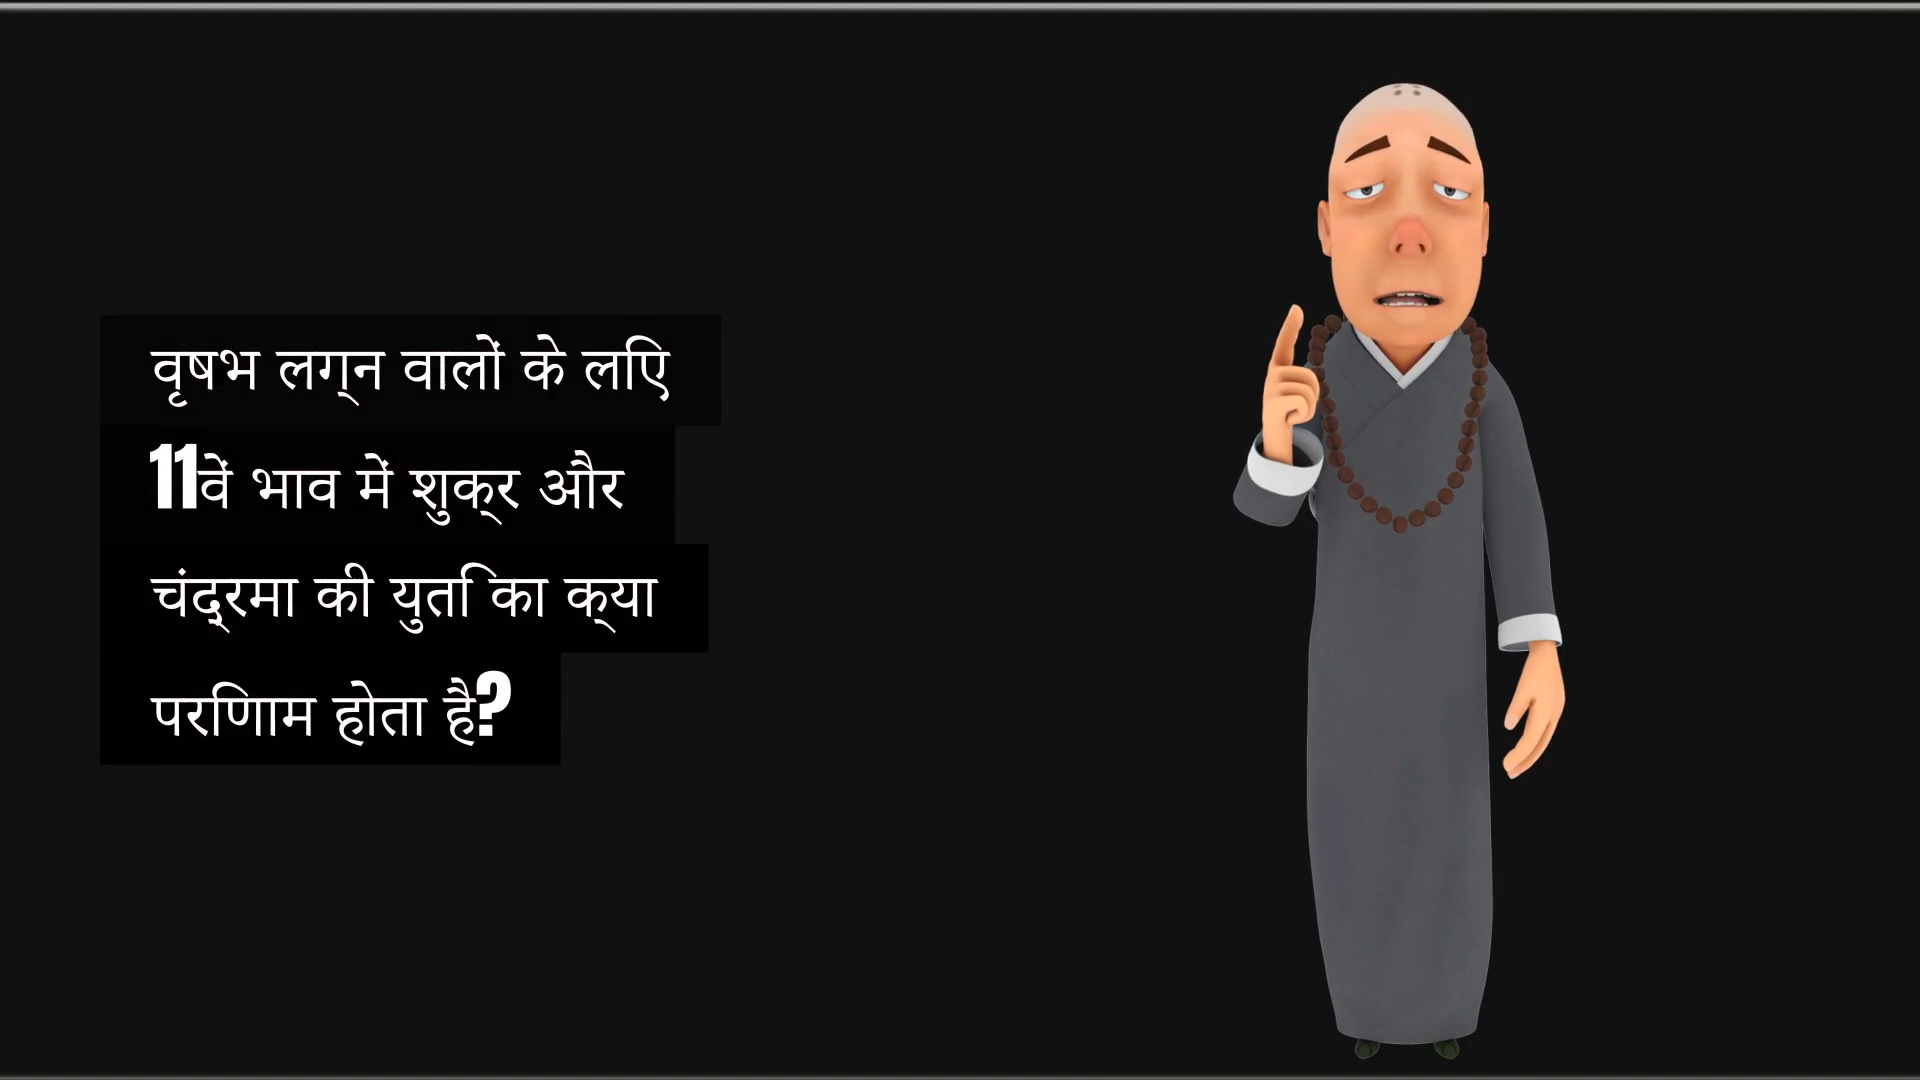 वृषभ लग्न वालों के लिए
11वें भाव में शुक्र और
चंद्रमा की युति का क्या
परिणाम होता है?